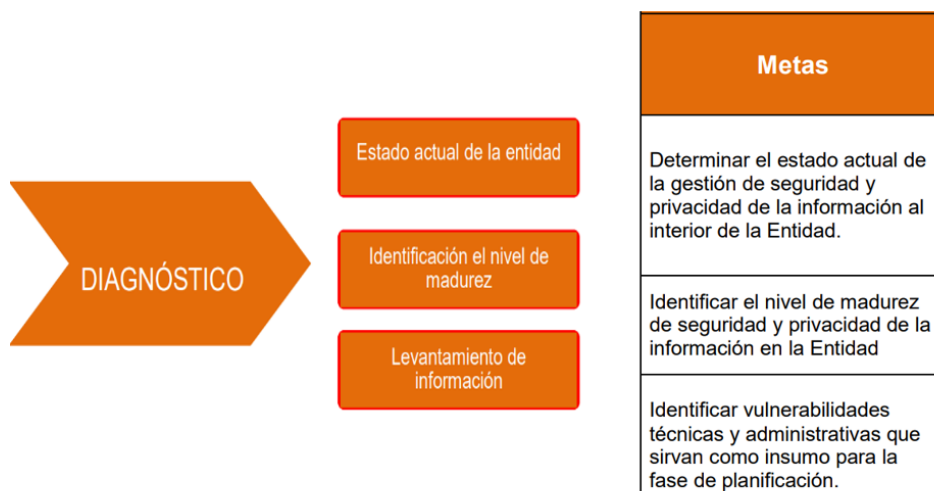 DIAGNÓSTICO
Estado actual de la entidad
Identificación el nivel de
madurez
Levantamiento de
información
Metas
Determinar el estado actual de
la gestión de seguridad y
privacidad de la información al
interior de la Entidad.
Identificar el nivel de madurez
de seguridad y privacidad de la
información en la Entidad
Identificar vulnerabilidades
técnicas y administrativas que
sirvan como insumo para la
fase de planificación.